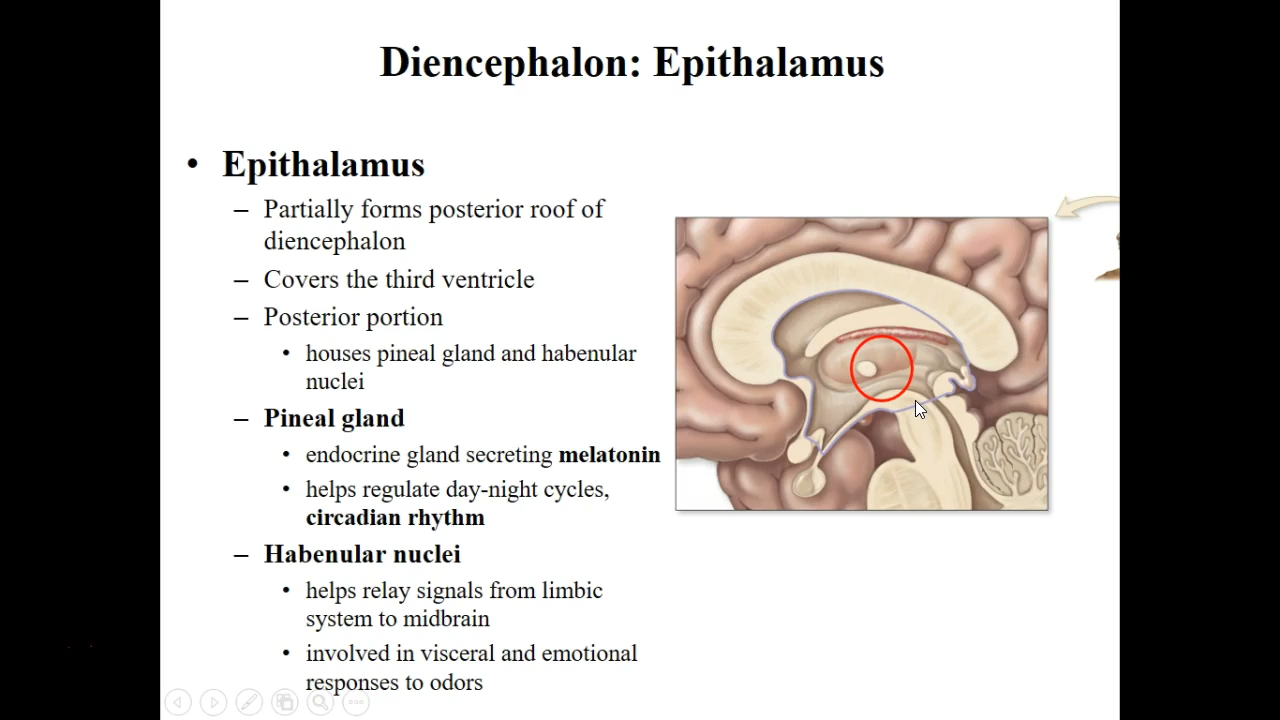 Diencephalon: Epithalamus
• Epithalamus
– Partially forms posterior roof of
diencephalon
– Covers the third ventricle
– Posterior portion
• houses pineal gland and habenular
nuclei
– Pineal gland
• endocrine gland secreting melatonin
• helps regulate day-night cycles,
circadian rhythm
– Habenular nuclei
• helps relay signals from limbic
system to midbrain
• involved in visceral and emotional
responses to odors